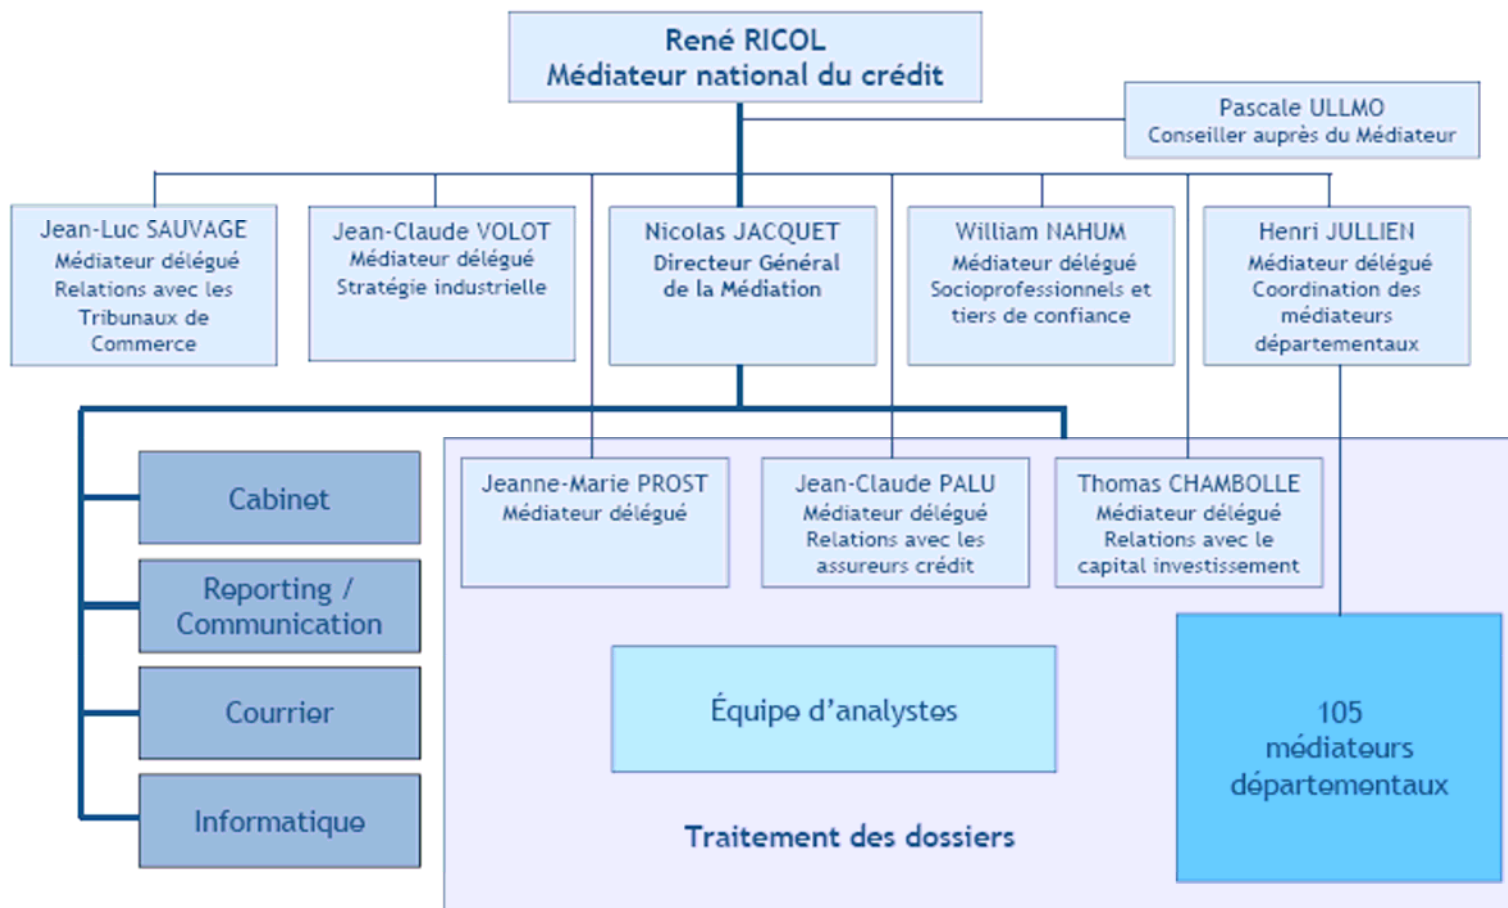 René RICOL
Médiateur national du crédit
Pascale ULLMO
Conseiller auprès du Médiateur
Jean-Luc SAUVAGE
Médiateur délégué
Relations avec les
Tribunaux de
Commerce
Jean-Claude VOLOT
Médiateur délégué
Stratégie industrielle
Nicolas JACQUET
Directeur Général
de la Médiation
William NAHUM
Médiateur délégué
Socioprofessionnels et
tiers de confiance
Henri JULLIEN
Médiateur délégué
Coordination des
médiateurs
départementaux
Cabinet
Reporting /
Communication
Courrier
Informatique
Jeanne-Marie PROST
Médiateur délégué
Jean-Claude PALU
Médiateur délégué
Relations avec les
assureurs crédit
Thomas CHAMBOLLE
Médiateur délégué
Relations avec le
capital investissement
Équipe d’analystes
105
médiateurs
départementaux
Traitement des dossiers